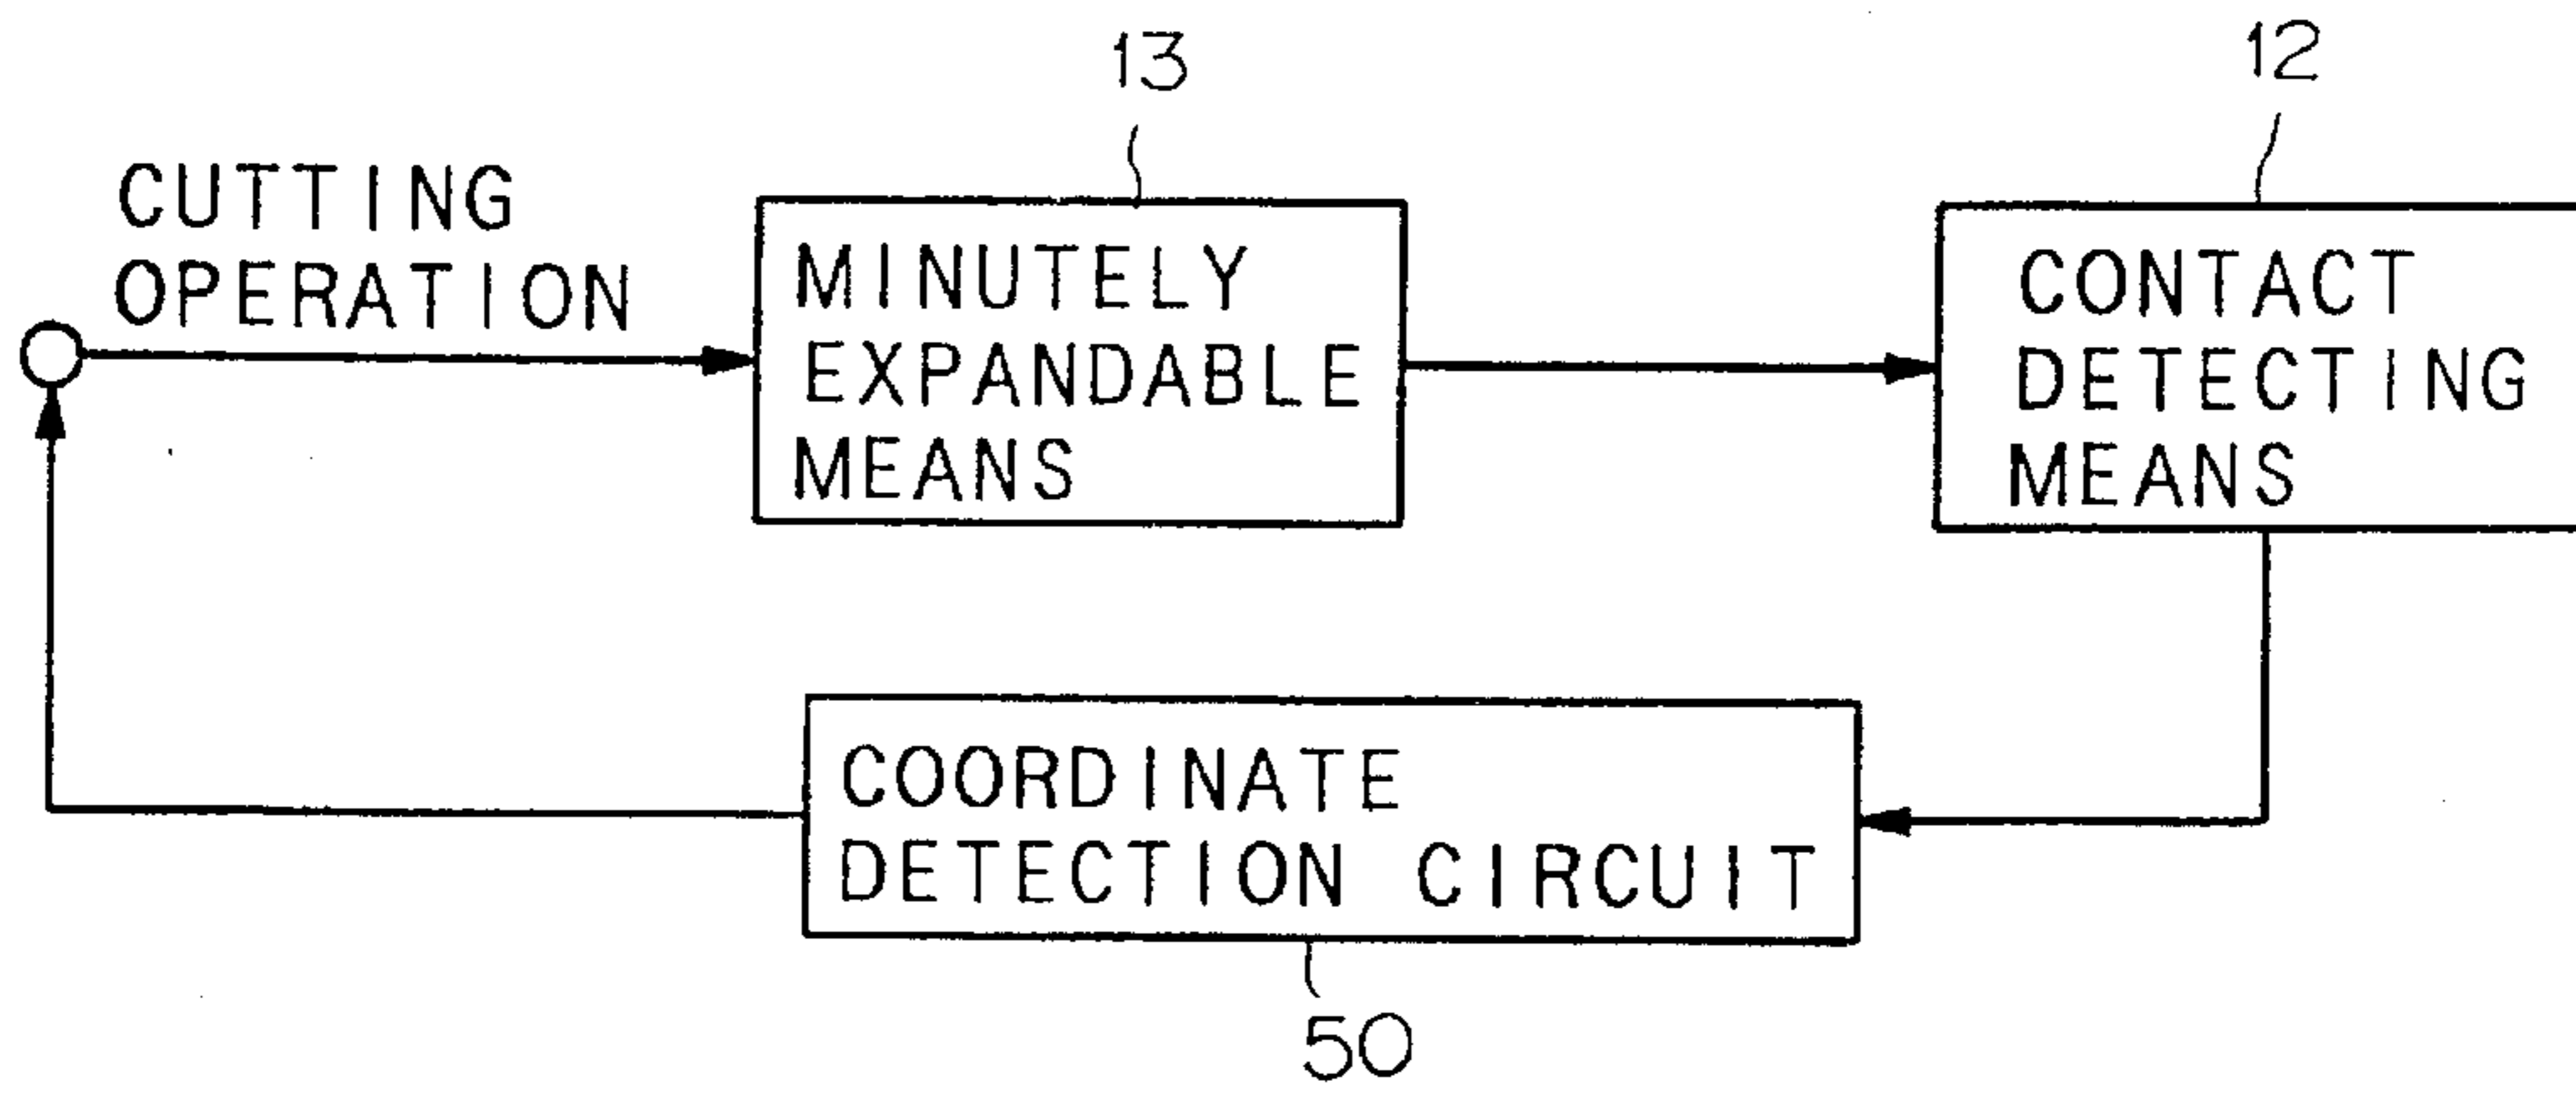 13
12
CUTTING
OPERATION
MINUTELY
EXPANDABLE
MEANS
CONTACT
DETECTING
MEANS
COORDINATE
DETECTION CIRCUIT
50